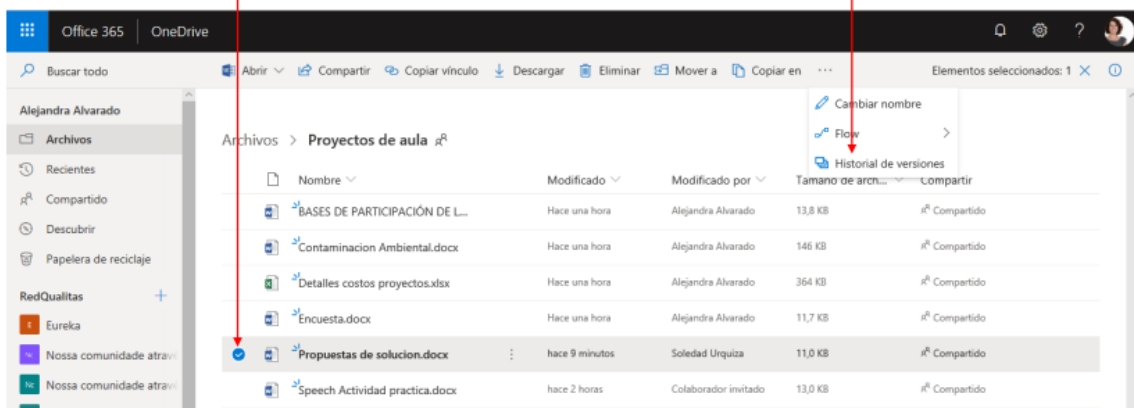 Office 365 OneDrive ?
Buscar todo Abrir Compartir Copiar vínculo Descargar Eliminar Mover a Copiar en ··· Elementos seleccionados: 1
Alejandra Alvarado
Cambiar nombre
Archivos
Flow
Archivos > Proyectos de aula
Historial de versiones
Recientes
Nombre Modificado Modificado por Tamaño de arch... Compartir
Compartido
BASES DE PARTICIPACIÓN DE L... Hace una hora Alejandra Alvarado 13,8 KB Compartido
Descubrir
Contaminacion Ambiental.docx Hace una hora Alejandra Alvarado 146 KB Compartido
Papelera de reciclaje
Detalles costos proyectos.xlsx Hace una hora Alejandra Alvarado 364 KB Compartido
RedQualitas
Encuesta.docx Hace una hora Alejandra Alvarado 11,7 KB Compartido
E Eureka
Propuestas de solucion.docx hace 9 minutos Soledad Urquiza 11,0 KB Compartido
Nc Nossa comunidade atrav
Speech Actividad practica.docx hace 2 horas Colaborador invitado 13,0 KB Compartido
Nc Nossa comunidade atrav